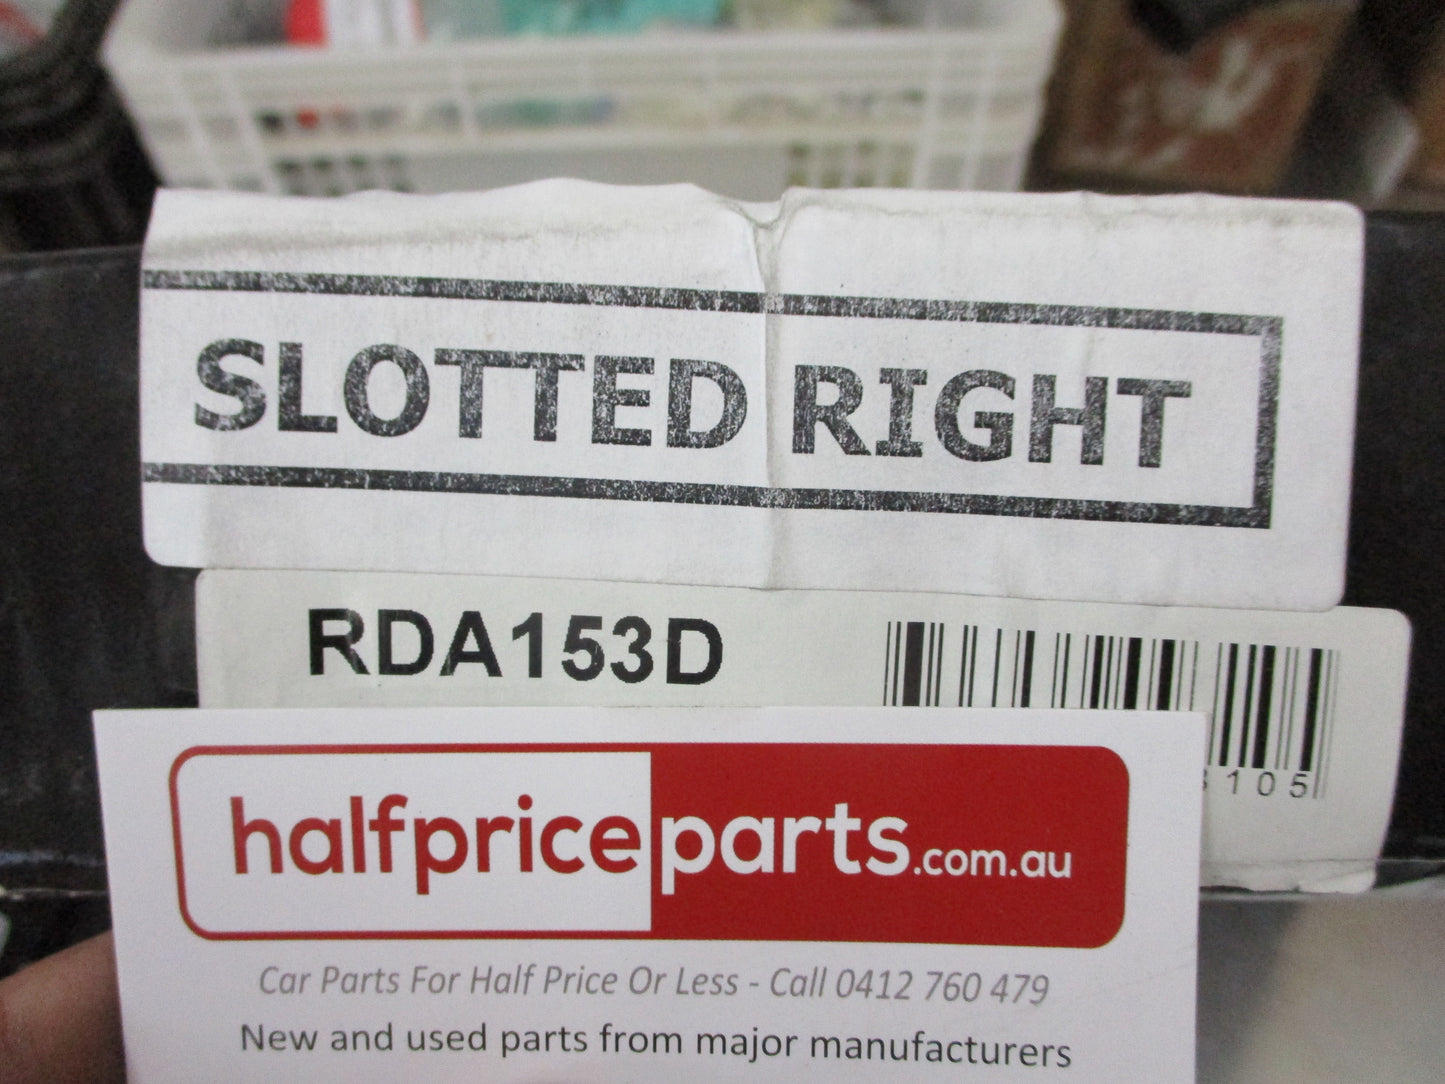 SLOTTED RIGHT
RDA153D
105
halfpriceparts.com.au
Car Parts For Half Price Or Less - Call 0412 760 479
New and used parts from major manufacturers